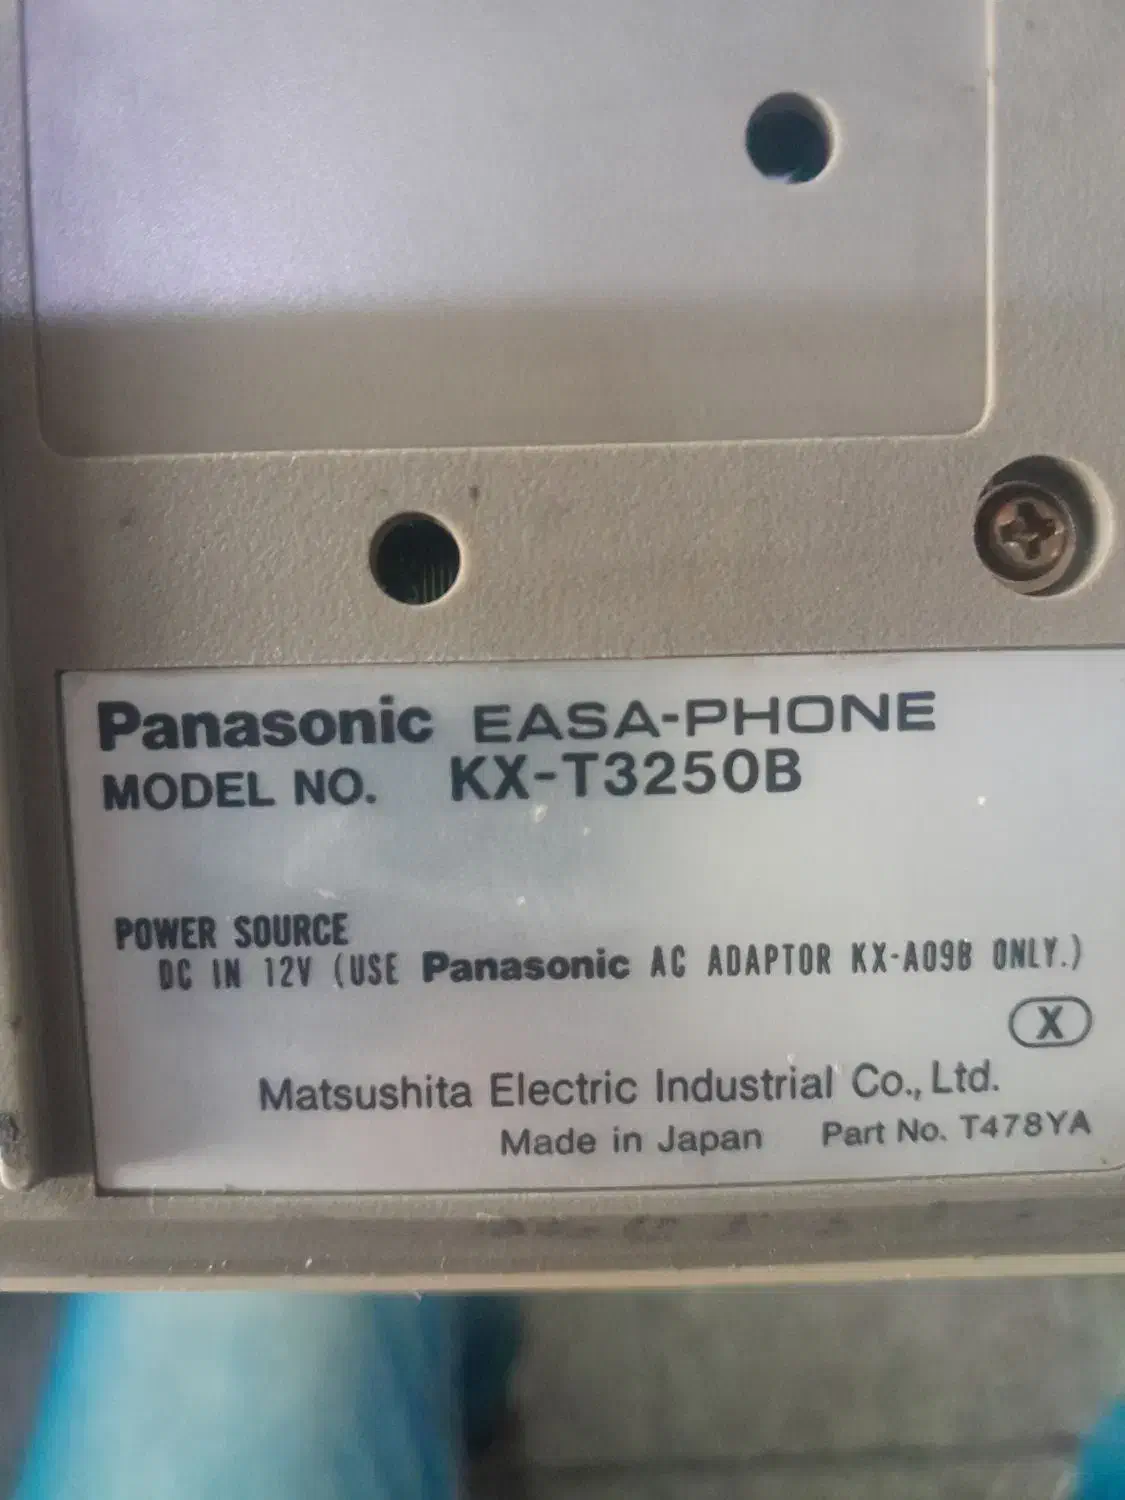 Panasonic EASA-PHONE
MODEL NO. KX-T3250B
POWER SOURCE
DC IN 12V (USE Panasonic AC ADAPTOR KX-A09B ONLY.)
X
Matsushita Electric Industrial Co., Ltd.
Made in Japan Part No. T478YA